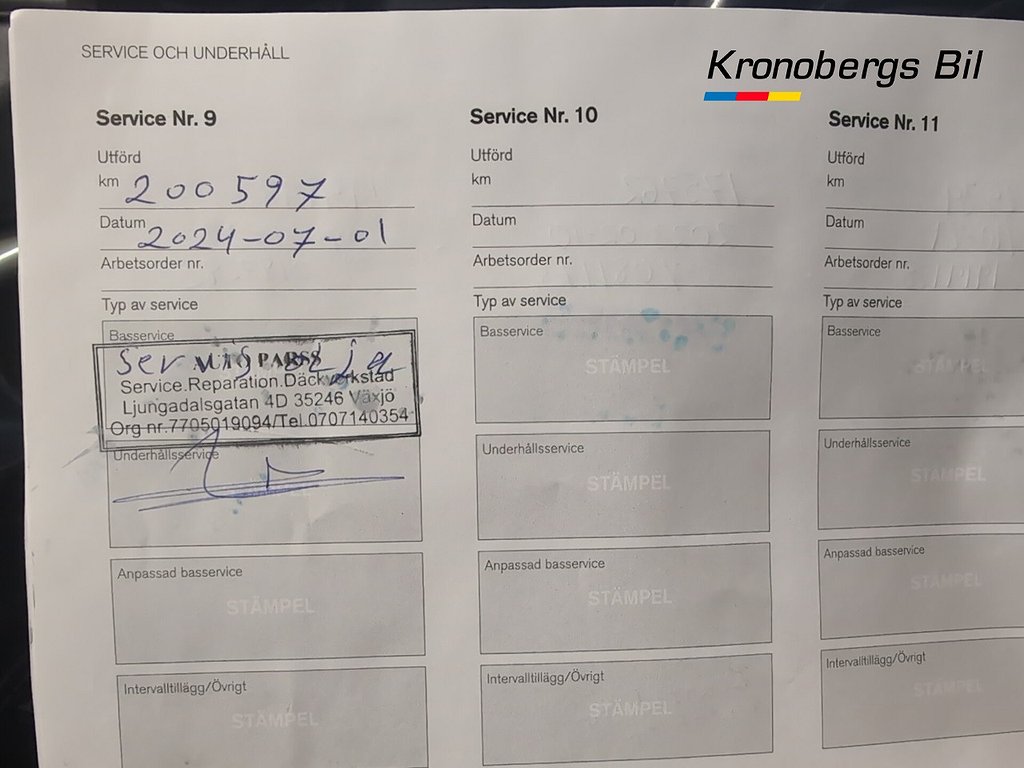 SERVICE OCH UNDERHÅLL
Kronobergs Bil
Service Nr. 9
Utförd
km 200597
Datum 2024-07-01
Arbetsorder nr.
Typ av service
Basservice
AUTO PARSS
Service.Reparation.Däckverkstad
Ljungadalsgatan 4D 35246 Växjö
Org nr.7705019094/Tel.0707140354
Underhållsservice
Anpassad basservice
STÄMPEL
Intervalltillägg/Övrigt
STÄMPEL
Service Nr. 10
Utförd
km
Datum
Arbetsorder nr.
Typ av service
Basservice
STÄMPEL
Underhållsservice
STÄMPEL
Anpassad basservice
STÄMPEL
Intervalltillägg/Övrigt
STÄMPEL
Service Nr. 11
Utförd
km
Datum
Arbetsorder nr.
Typ av service
Basservice
STÄMPEL
Underhållsservice
STÄMPEL
Anpassad basservice
STÄMPEL
Intervalltillägg/Övrigt
STÄMPEL